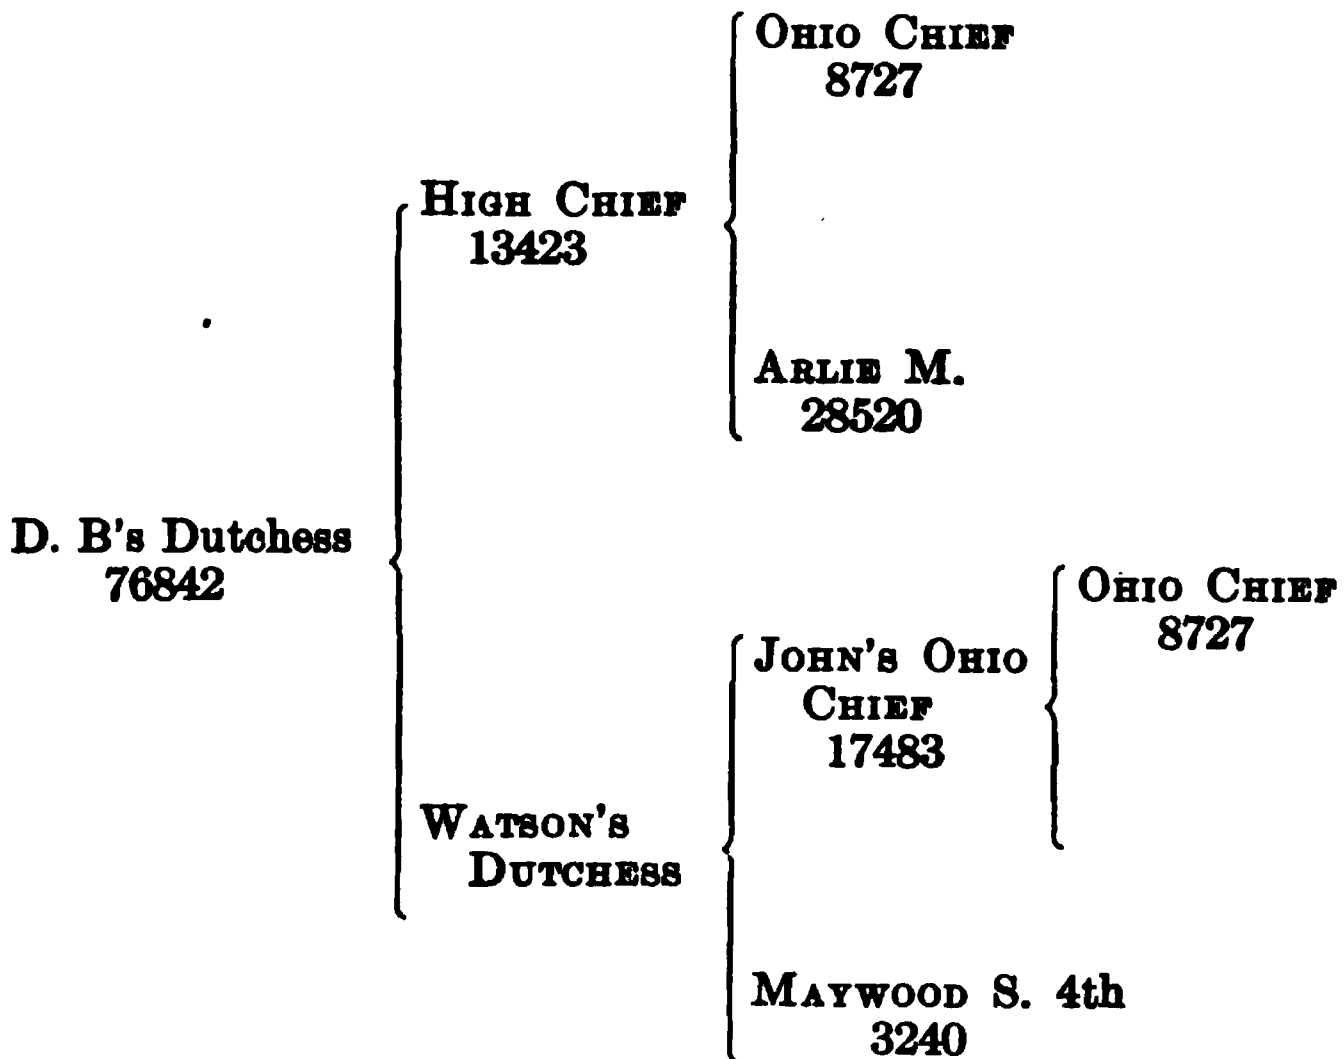 Ohio Chief
8727
High Chief
13423
Arlie M.
28520
D. B's Dutchess
76842
Ohio Chief
8727
John's Ohio
Chief
17483
Watson's
Dutchess
Maywood S. 4th
3240